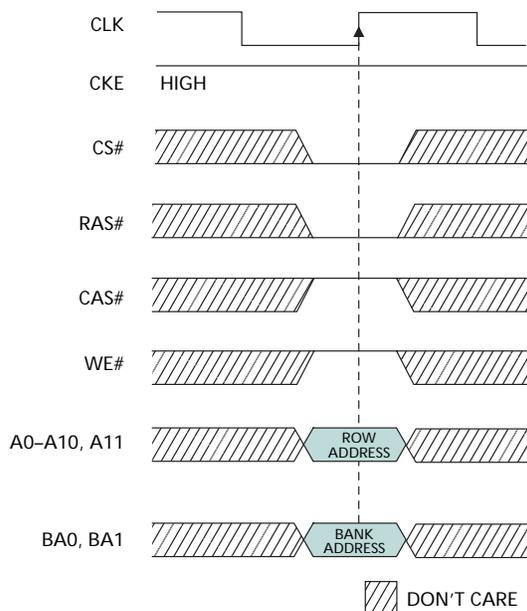 CLK
CKE HIGH
CS#
RAS#
CAS#
WE#
A0–A10, A11
ROW
ADDRESS
BA0, BA1
BANK
ADDRESS
DON'T CARE